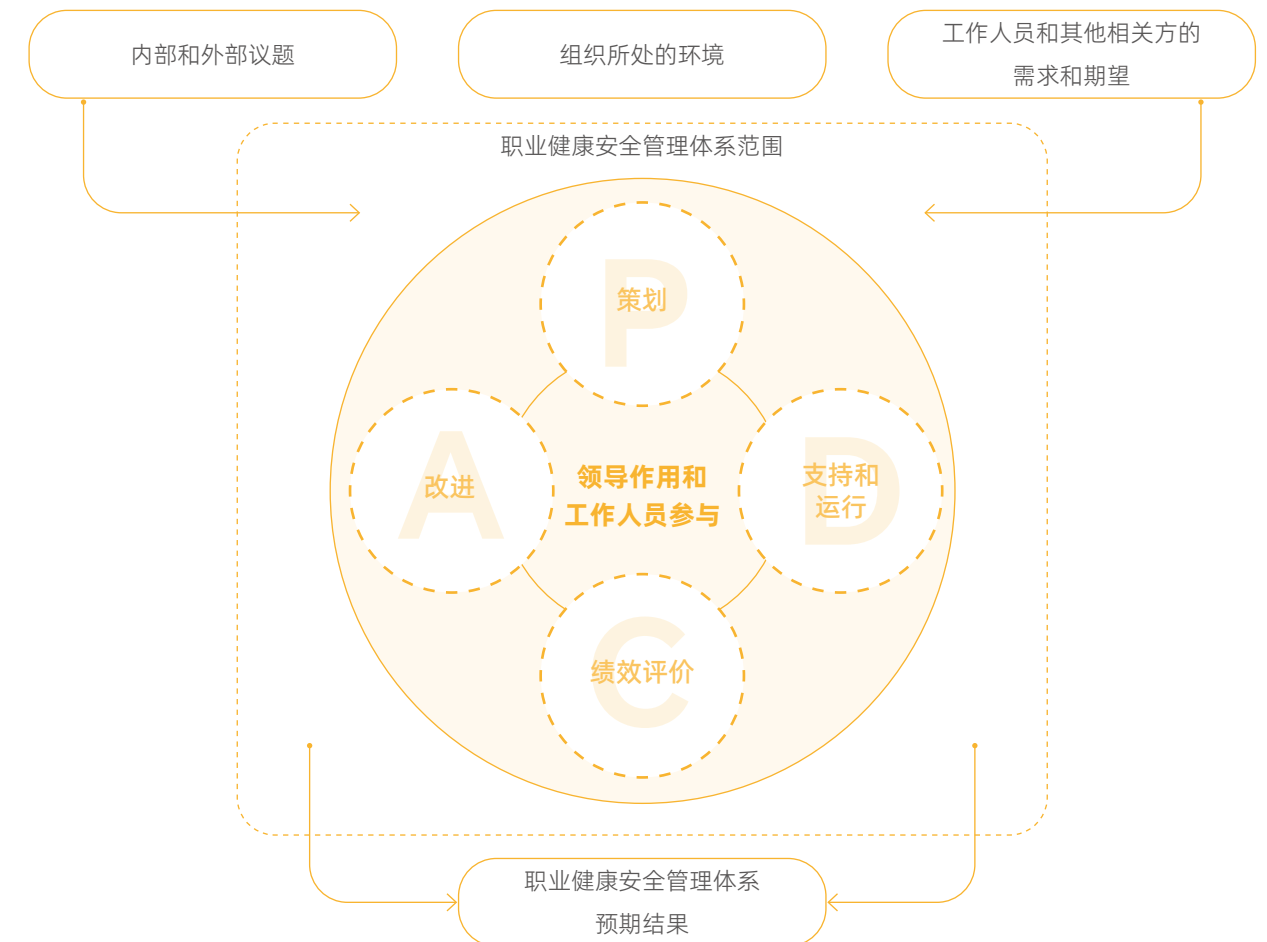 内部和外部议题
组织所处的环境
工作人员和其他相关方的
需求和期望
职业健康安全管理体系范围
P
策划
A
改进
领导作用和
工作人员参与
D
支持和
运行
C
绩效评价
职业健康安全管理体系
预期结果